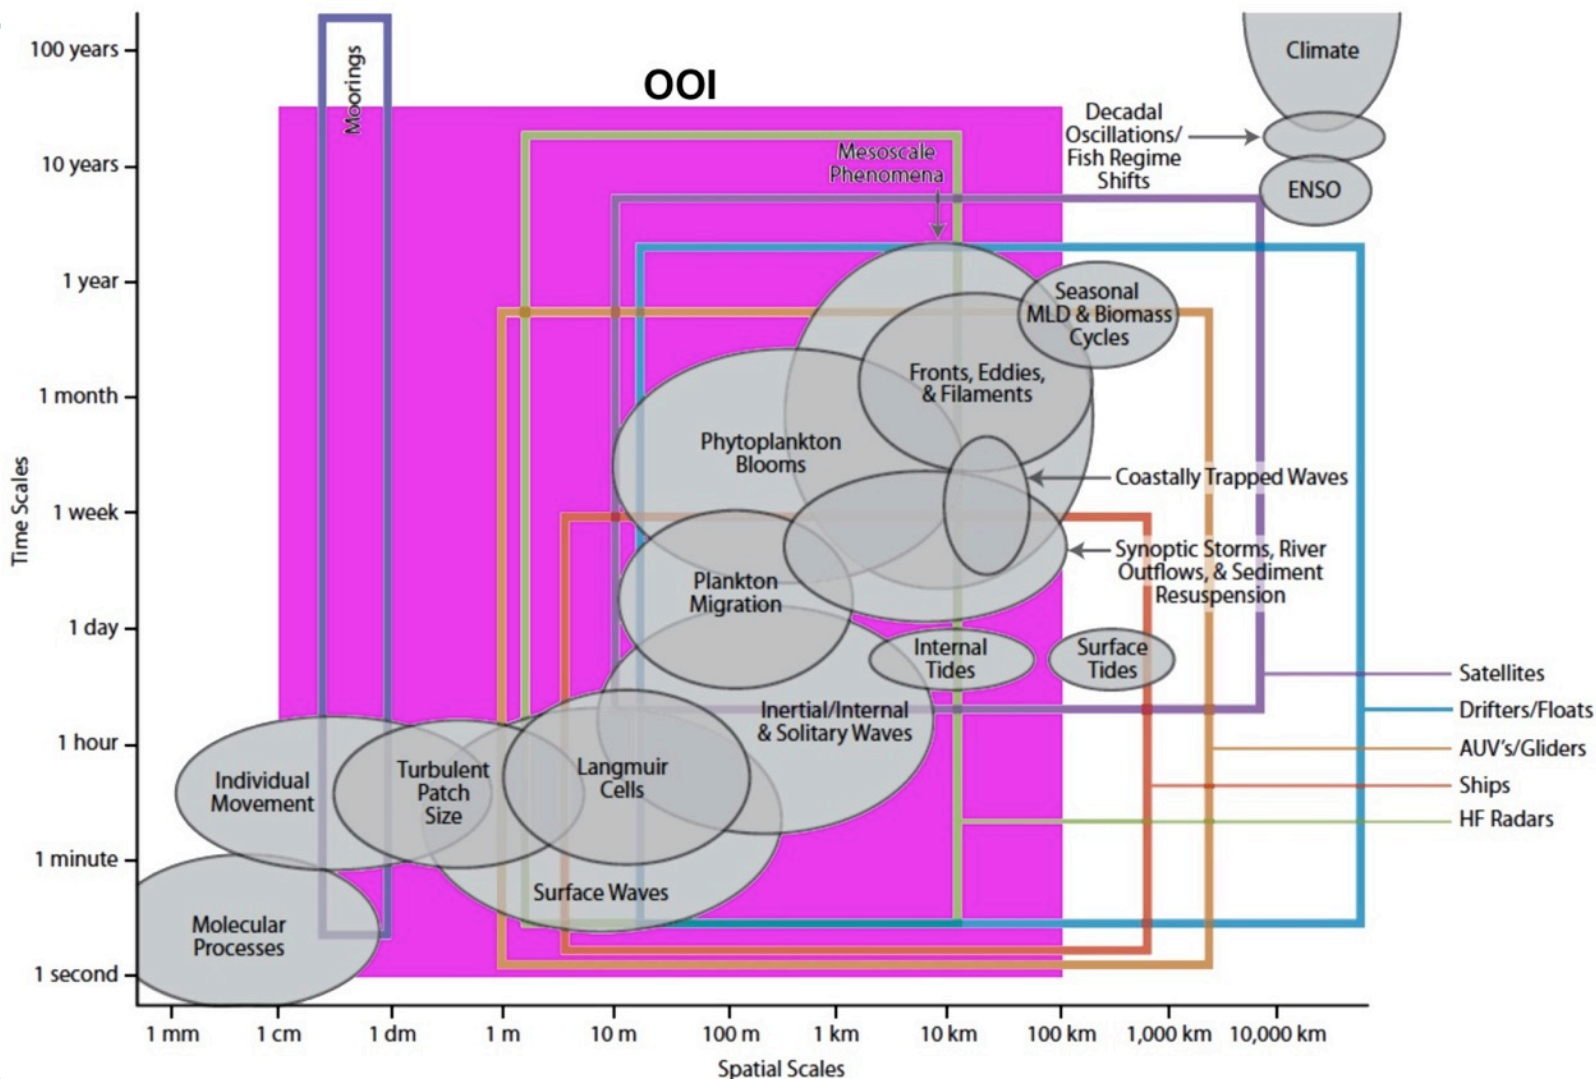 OOI
Moorings
100 years
10 years
1 year
1 month
1 week
1 day
1 hour
1 minute
1 second
Time Scales
Climate
Decadal
Oscillations/
Fish Regime
Shifts
ENSO
Mesoscale
Phenomena
Seasonal
MLD & Biomass
Cycles
Fronts, Eddies,
& Filaments
Phytoplankton
Blooms
Coastally Trapped Waves
Synoptic Storms, River
Outflows, & Sediment
Resuspension
Plankton
Migration
Internal
Tides
Surface
Tides
Inertial/Internal
& Solitary Waves
Individual
Movement
Turbulent
Patch
Size
Langmuir
Cells
Surface Waves
Molecular
Processes
Satellites
Drifters/Floats
AUV's/Gliders
Ships
HF Radars
1 mm
1 cm
1 dm
1 m
10 m
100 m
1 km
10 km
100 km
1,000 km
10,000 km
Spatial Scales